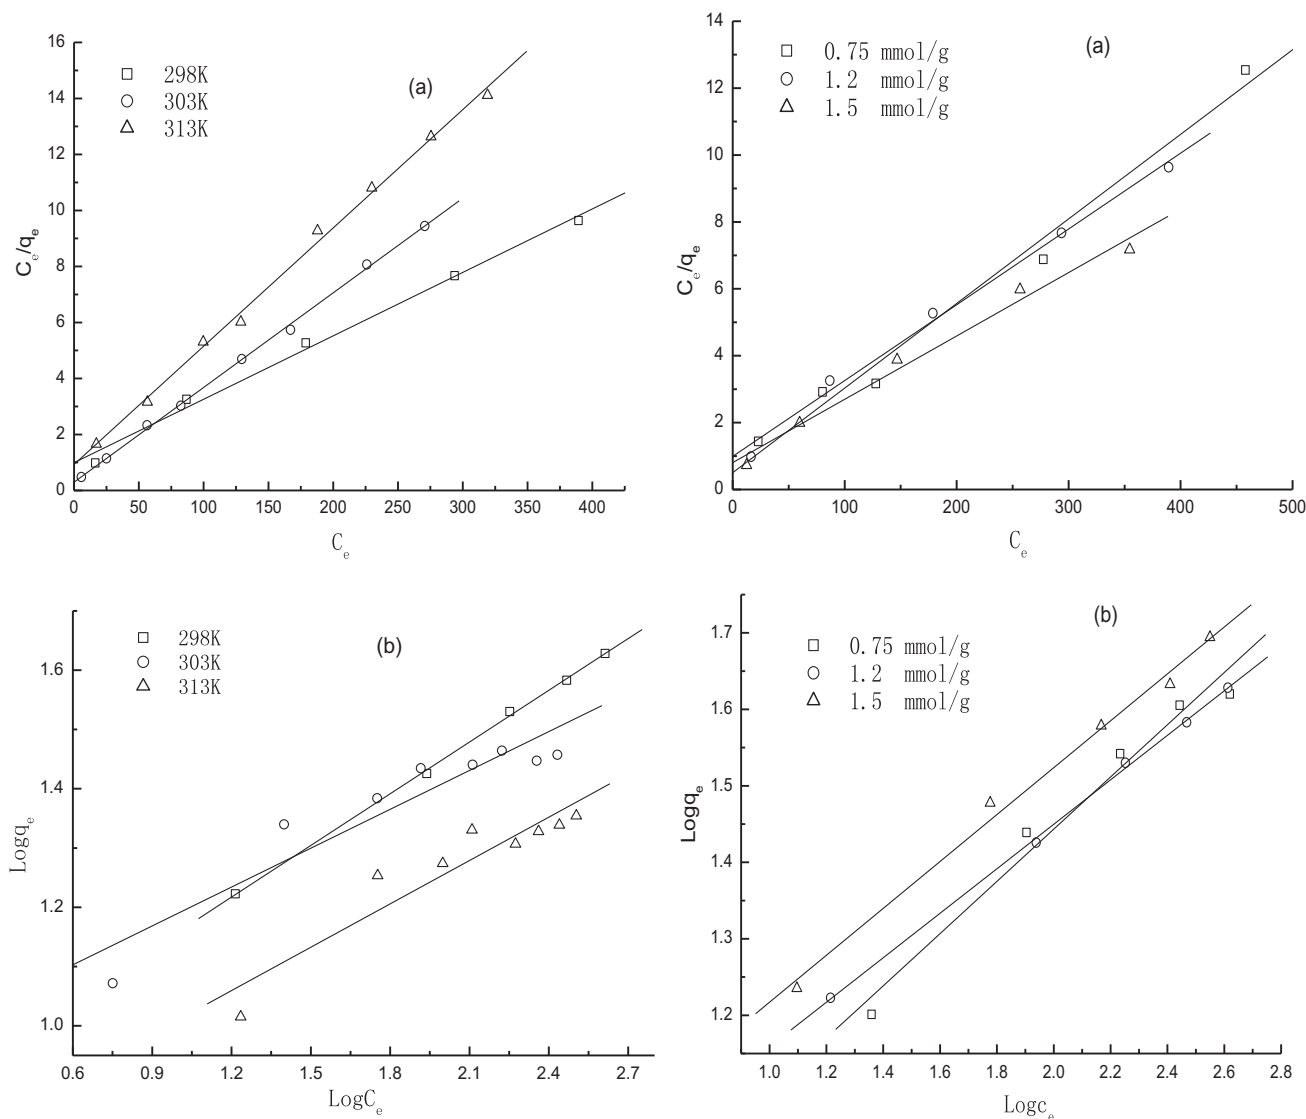 16
14
12
10
8
6
4
2
0
C_e/q_e
298K
303K
313K
(a)
0 50 100 150 200 250 300 350 400
C_e
14
12
10
8
6
4
2
0
C_e/q_e
0.75 mmol/g
1.2 mmol/g
1.5 mmol/g
(a)
0 100 200 300 400 500
C_e
1.6
1.4
1.2
1.0
Logq_e
298K
303K
313K
(b)
0.6 0.9 1.2 1.5 1.8 2.1 2.4 2.7
LogC_e
1.7
1.6
1.5
1.4
1.3
1.2
Logq_e
0.75 mmol/g
1.2 mmol/g
1.5 mmol/g
(b)
1.0 1.2 1.4 1.6 1.8 2.0 2.2 2.4 2.6 2.8
Logc_e